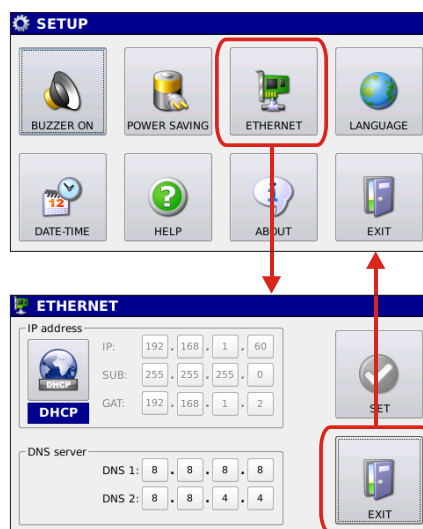 SETUP
BUZZER ON POWER SAVING ETHERNET LANGUAGE
12
DATE-TIME HELP ABOUT EXIT
ETHERNET
IP address
IP: 192 . 168 . 1 . 60
DHCP
SUB: 255 . 255 . 255 . 0
DHCP
GAT: 192 . 168 . 1 . 2
SET
DNS server
DNS 1: 8 . 8 . 8 . 8
DNS 2: 8 . 8 . 4 . 4
EXIT